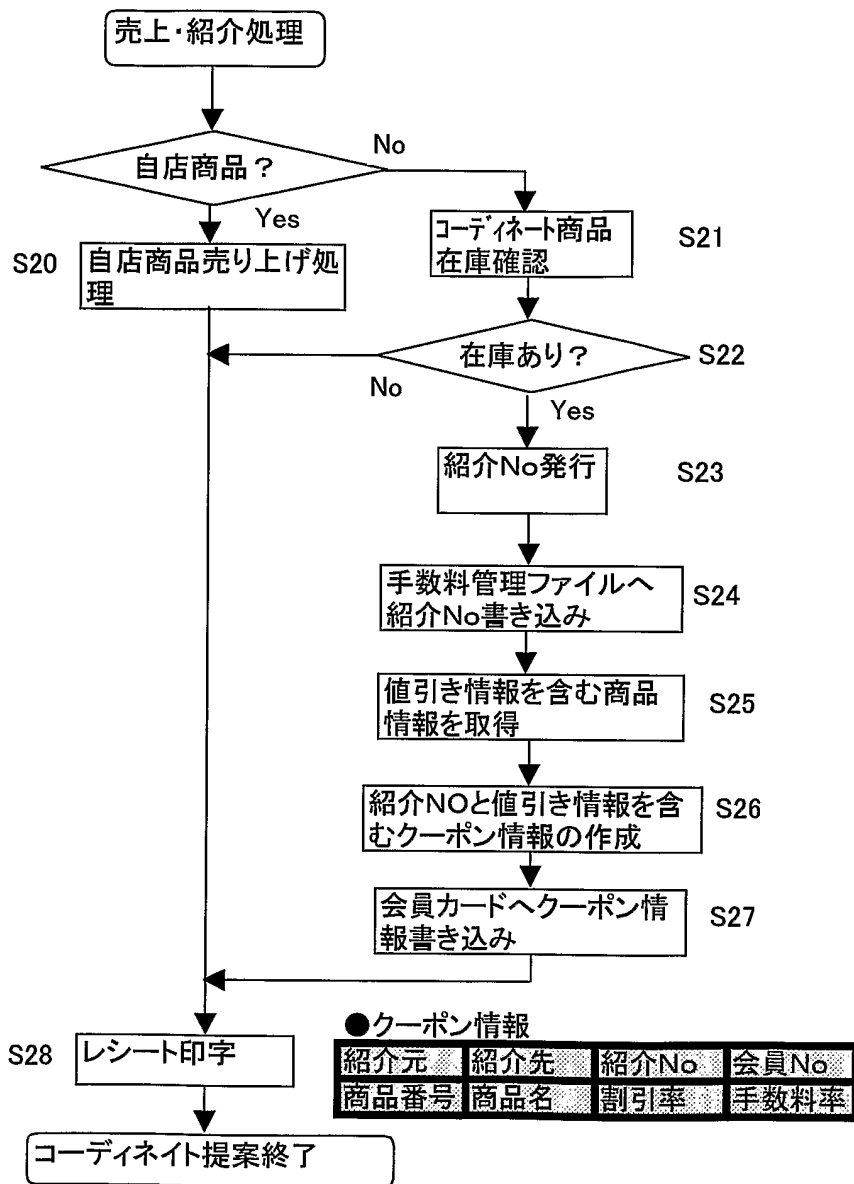 売上・紹介処理
自店商品?
No
Yes
S20
自店商品売り上げ処
理
コーディネート商品
在庫確認
S21
在庫あり?
S22
No
Yes
紹介No発行
S23
手数料管理ファイルへ
紹介No書き込み
S24
値引き情報を含む商品
情報を取得
S25
紹介NOと値引き情報を含
むクーポン情報の作成
S26
会員カードへクーポン情
報書き込み
S27
S28
レシート印字
●クーポン情報
紹介元 紹介先 紹介No 会員No
商品番号 商品名 割引率 手数料率
コーディネイト提案終了